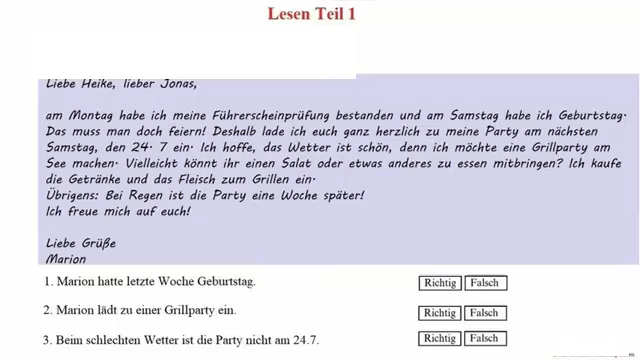 Lesen Teil 1
Liebe Heike, lieber Jonas,
am Montag habe ich meine Führerscheinprüfung bestanden und am Samstag habe ich Geburtstag.
Das muss man doch feiern! Deshalb lade ich euch ganz herzlich zu meine Party am nächsten
Samstag, den 24. 7 ein. Ich hoffe, das Wetter ist schön, denn ich möchte eine Grillparty am
See machen. Vielleicht könnt ihr einen Salat oder etwas anderes zu essen mitbringen? Ich kaufe
die Getränke und das Fleisch zum Grillen ein.
Übrigens: Bei Regen ist die Party eine Woche später!
Ich freue mich auf euch!
Liebe Grüße
Marion
1. Marion hatte letzte Woche Geburtstag. Richtig Falsch
2. Marion lädt zu einer Grillparty ein. Richtig Falsch
3. Beim schlechten Wetter ist die Party nicht am 24.7. Richtig Falsch